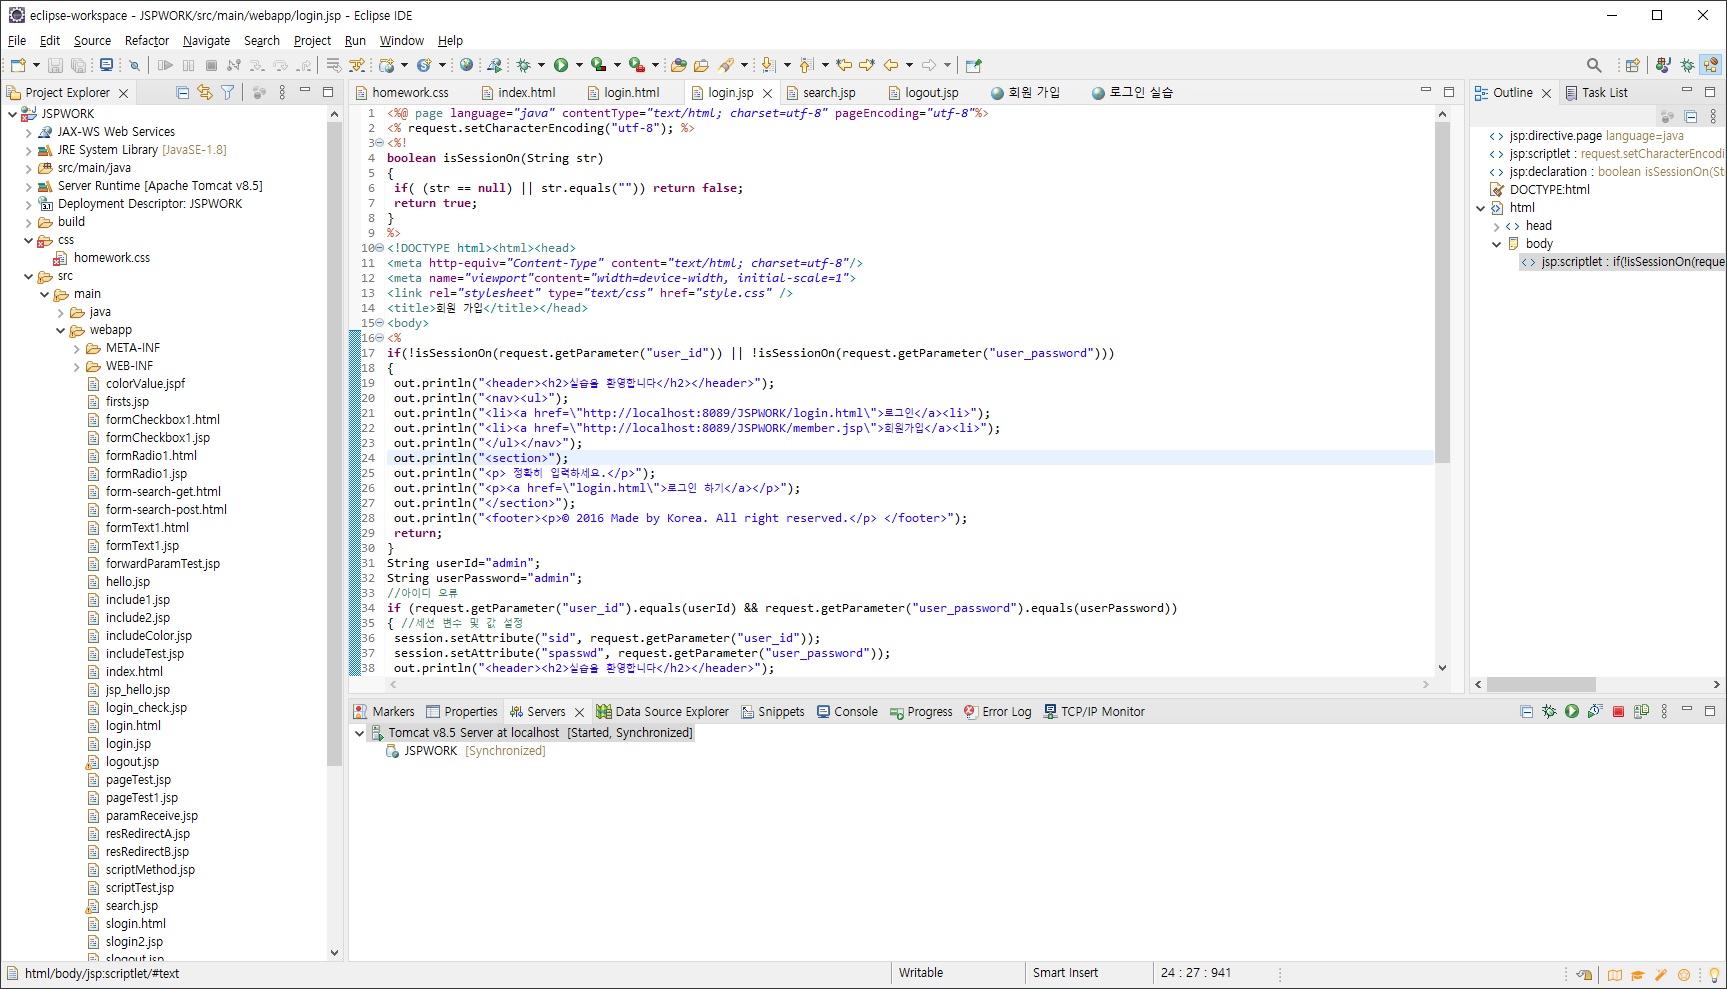 eclipse-workspace - JSPWORK/src/main/webapp/login.jsp - Eclipse IDE
File Edit Source Refactor Navigate Search Project Run Window Help
Project Explorer
JSPWORK
JAX-WS Web Services
JRE System Library [JavaSE-1.8]
src/main/java
Server Runtime [Apache Tomcat v8.5]
Deployment Descriptor: JSPWORK
build
css
homework.css
src
main
java
webapp
META-INF
WEB-INF
colorValue.jspf
firsts.jsp
formCheckbox1.html
formCheckbox1.jsp
formRadio1.html
formRadio1.jsp
form-search-get.html
form-search-post.html
formText1.html
formText1.jsp
forwardParamTest.jsp
hello.jsp
include1.jsp
include2.jsp
includeColor.jsp
includeTest.jsp
index.html
jsp_hello.jsp
login_check.jsp
login.html
login.jsp
logout.jsp
pageTest.jsp
pageTest1.jsp
paramReceive.jsp
resRedirectA.jsp
resRedirectB.jsp
scriptMethod.jsp
scriptTest.jsp
search.jsp
slogin.html
slogin2.jsp
slogout.jsp
homework.css index.html login.html login.jsp search.jsp logout.jsp 회원 가입 로그인 실습
1 <%@ page language="java" contentType="text/html; charset=utf-8" pageEncoding="utf-8"%>
2 <% request.setCharacterEncoding("utf-8"); %>
3 <%!
4 boolean isSessionOn(String str)
5 {
6 if( (str == null) || str.equals("")) return false;
7 return true;
8 }
9 %>
10 <!DOCTYPE html><html><head>
11 <meta http-equiv="Content-Type" content="text/html; charset=utf-8"/>
12 <meta name="viewport"content="width=device-width, initial-scale=1">
13 <link rel="stylesheet" type="text/css" href="style.css" />
14 <title>회원 가입</title></head>
15 <body>
16 <%
17 if(!isSessionOn(request.getParameter("user_id")) || !isSessionOn(request.getParameter("user_password")))
18 {
19 out.println("<header><h2>실습을 환영합니다</h2></header>");
20 out.println("<nav><ul>");
21 out.println("<li><a href=\"http://localhost:8089/JSPWORK/login.html\">로그인</a><li>");
22 out.println("<li><a href=\"http://localhost:8089/JSPWORK/member.jsp\">회원가입</a><li>");
23 out.println("</ul></nav>");
24 out.println("<section>");
25 out.println("<p> 정확히 입력하세요.</p>");
26 out.println("<p><a href=\"login.html\">로그인 하기</a></p>");
27 out.println("</section>");
28 out.println("<footer><p>© 2016 Made by Korea. All right reserved.</p> </footer>");
29 return;
30 }
31 String userId="admin";
32 String userPassword="admin";
33 //아이디 오류
34 if (request.getParameter("user_id").equals(userId) && request.getParameter("user_password").equals(userPassword))
35 { //세션 변수 및 값 설정
36 session.setAttribute("sid", request.getParameter("user_id"));
37 session.setAttribute("spasswd", request.getParameter("user_password"));
38 out.println("<header><h2>실습을 환영합니다</h2></header>");
Outline Task List
jsp:directive.page language=java
jsp:scriptlet : request.setCharacterEncodi
jsp:declaration : boolean isSessionOn(St
DOCTYPE:html
html
head
body
jsp:scriptlet : if(!isSessionOn(reque
Markers Properties Servers Data Source Explorer Snippets Console Progress Error Log TCP/IP Monitor
Tomcat v8.5 Server at localhost [Started, Synchronized]
JSPWORK [Synchronized]
html/body/jsp:scriptlet/#text Writable Smart Insert 24 : 27 : 941